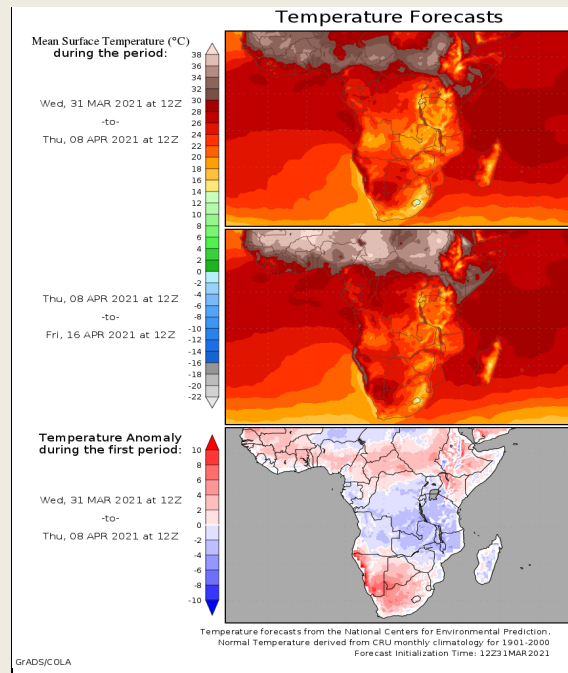 Temperature Forecasts
Mean Surface Temperature (°C)
during the period:
Wed, 31 MAR 2021 at 12Z
-to-
Thu, 08 APR 2021 at 12Z
38
36
34
32
30
28
26
24
22
20
18
16
14
12
10
8
6
4
2
0
-2
-4
-6
-8
-10
-12
-14
-16
-18
-20
-22
Thu, 08 APR 2021 at 12Z
-to-
Fri, 16 APR 2021 at 12Z
Temperature Anomaly
during the first period:
Wed, 31 MAR 2021 at 12Z
-to-
Thu, 08 APR 2021 at 12Z
10
8
6
4
2
0
-2
-4
-6
-8
-10
Temperature forecasts from the National Centers for Environmental Prediction.
Normal Temperature derived from CRU monthly climatology for 1901-2000
Forecast Initialization Time: 12Z31MAR2021
GrADS/COLA